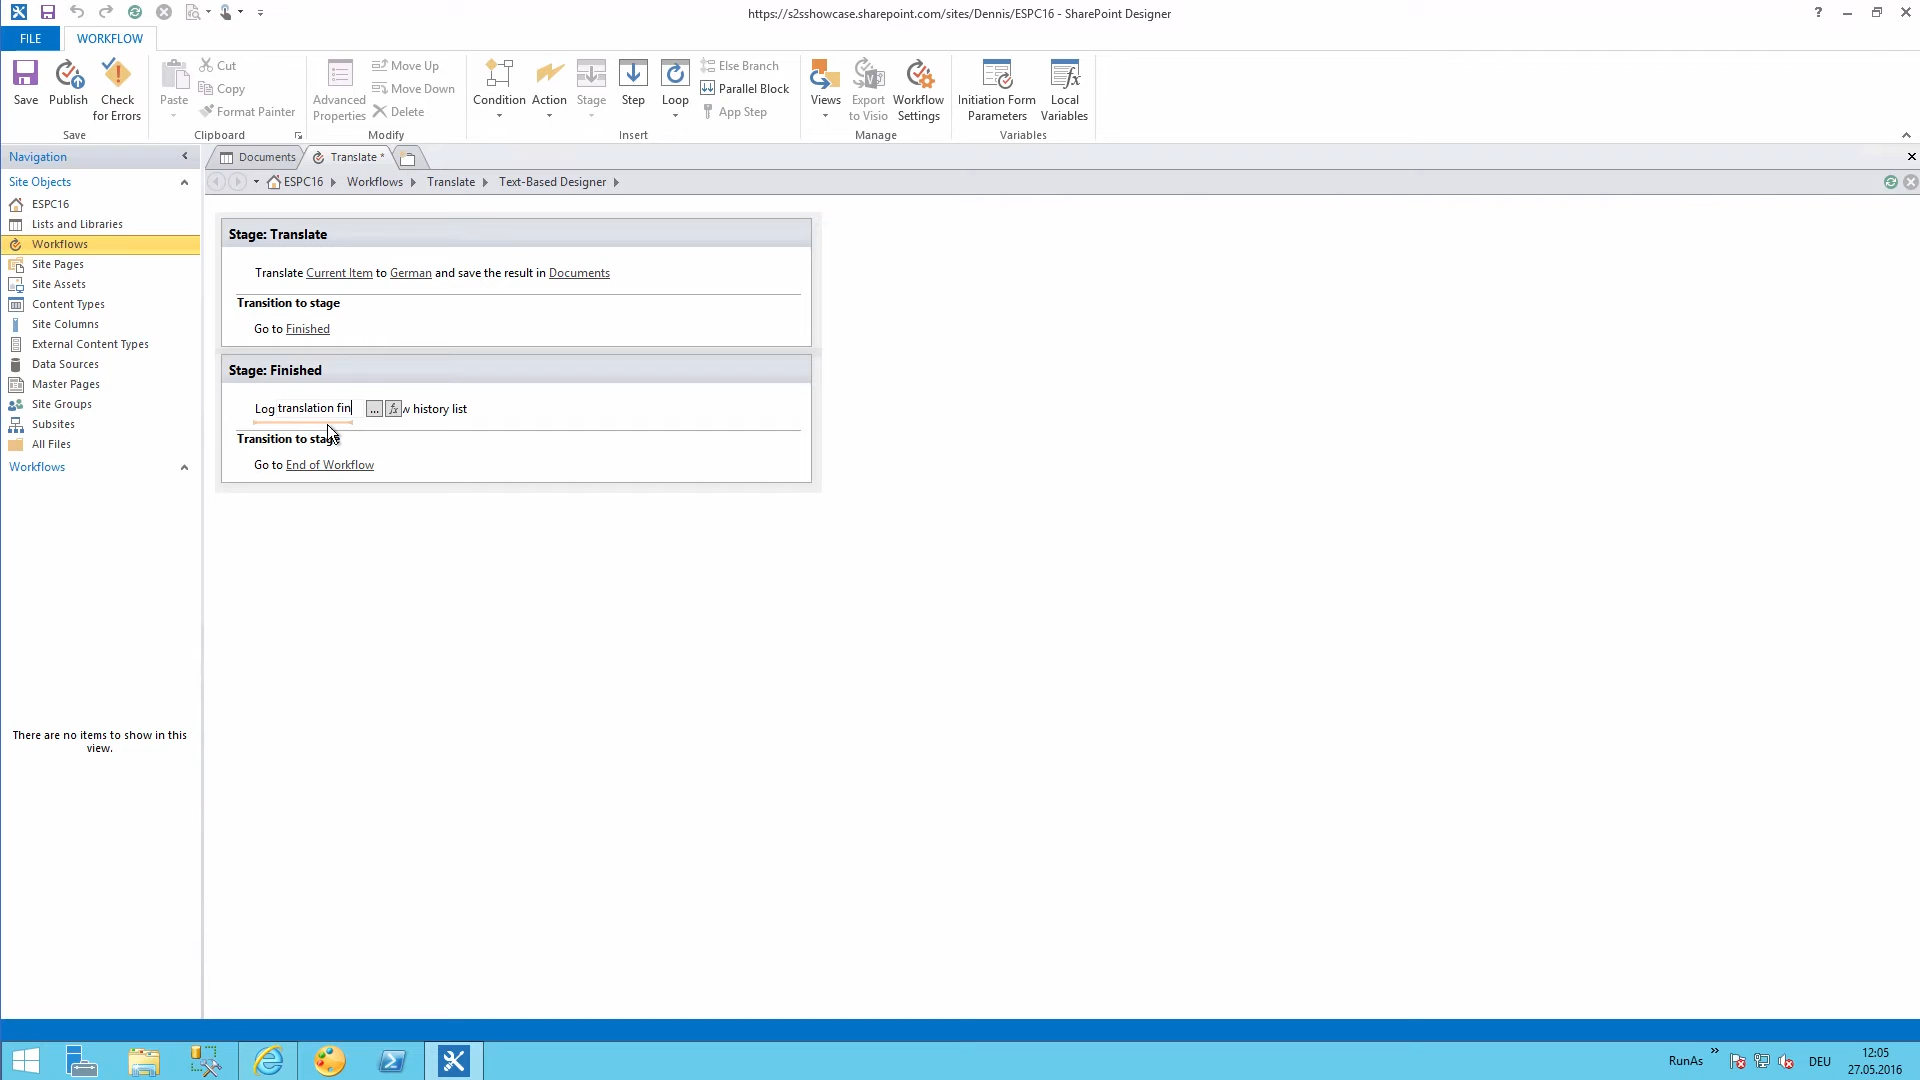 https://s2sshowcase.sharepoint.com/sites/Dennis/ESPC16 - SharePoint Designer
?
FILE
WORKFLOW
Save
Publish
Check for Errors
Save
Paste
Cut
Copy
Format Painter
Clipboard
Advanced Properties
Move Up
Move Down
Delete
Modify
Condition
Action
Stage
Step
Loop
Else Branch
Parallel Block
App Step
Insert
Views
Export to Visio
Workflow Settings
Manage
Initiation Form Parameters
Local Variables
Variables
Navigation
Documents
Translate *
Site Objects
ESPC16
Workflows
Translate
Text-Based Designer
ESPC16
Lists and Libraries
Workflows
Site Pages
Site Assets
Content Types
Site Columns
External Content Types
Data Sources
Master Pages
Site Groups
Subsites
All Files
Workflows
There are no items to show in this
view.
Stage: Translate
Translate Current Item to German and save the result in Documents
Transition to stage
Go to Finished
Stage: Finished
Log translation fin ... fx w history list
Transition to stage
Go to End of Workflow
RunAs
DEU
12:05
27.05.2016